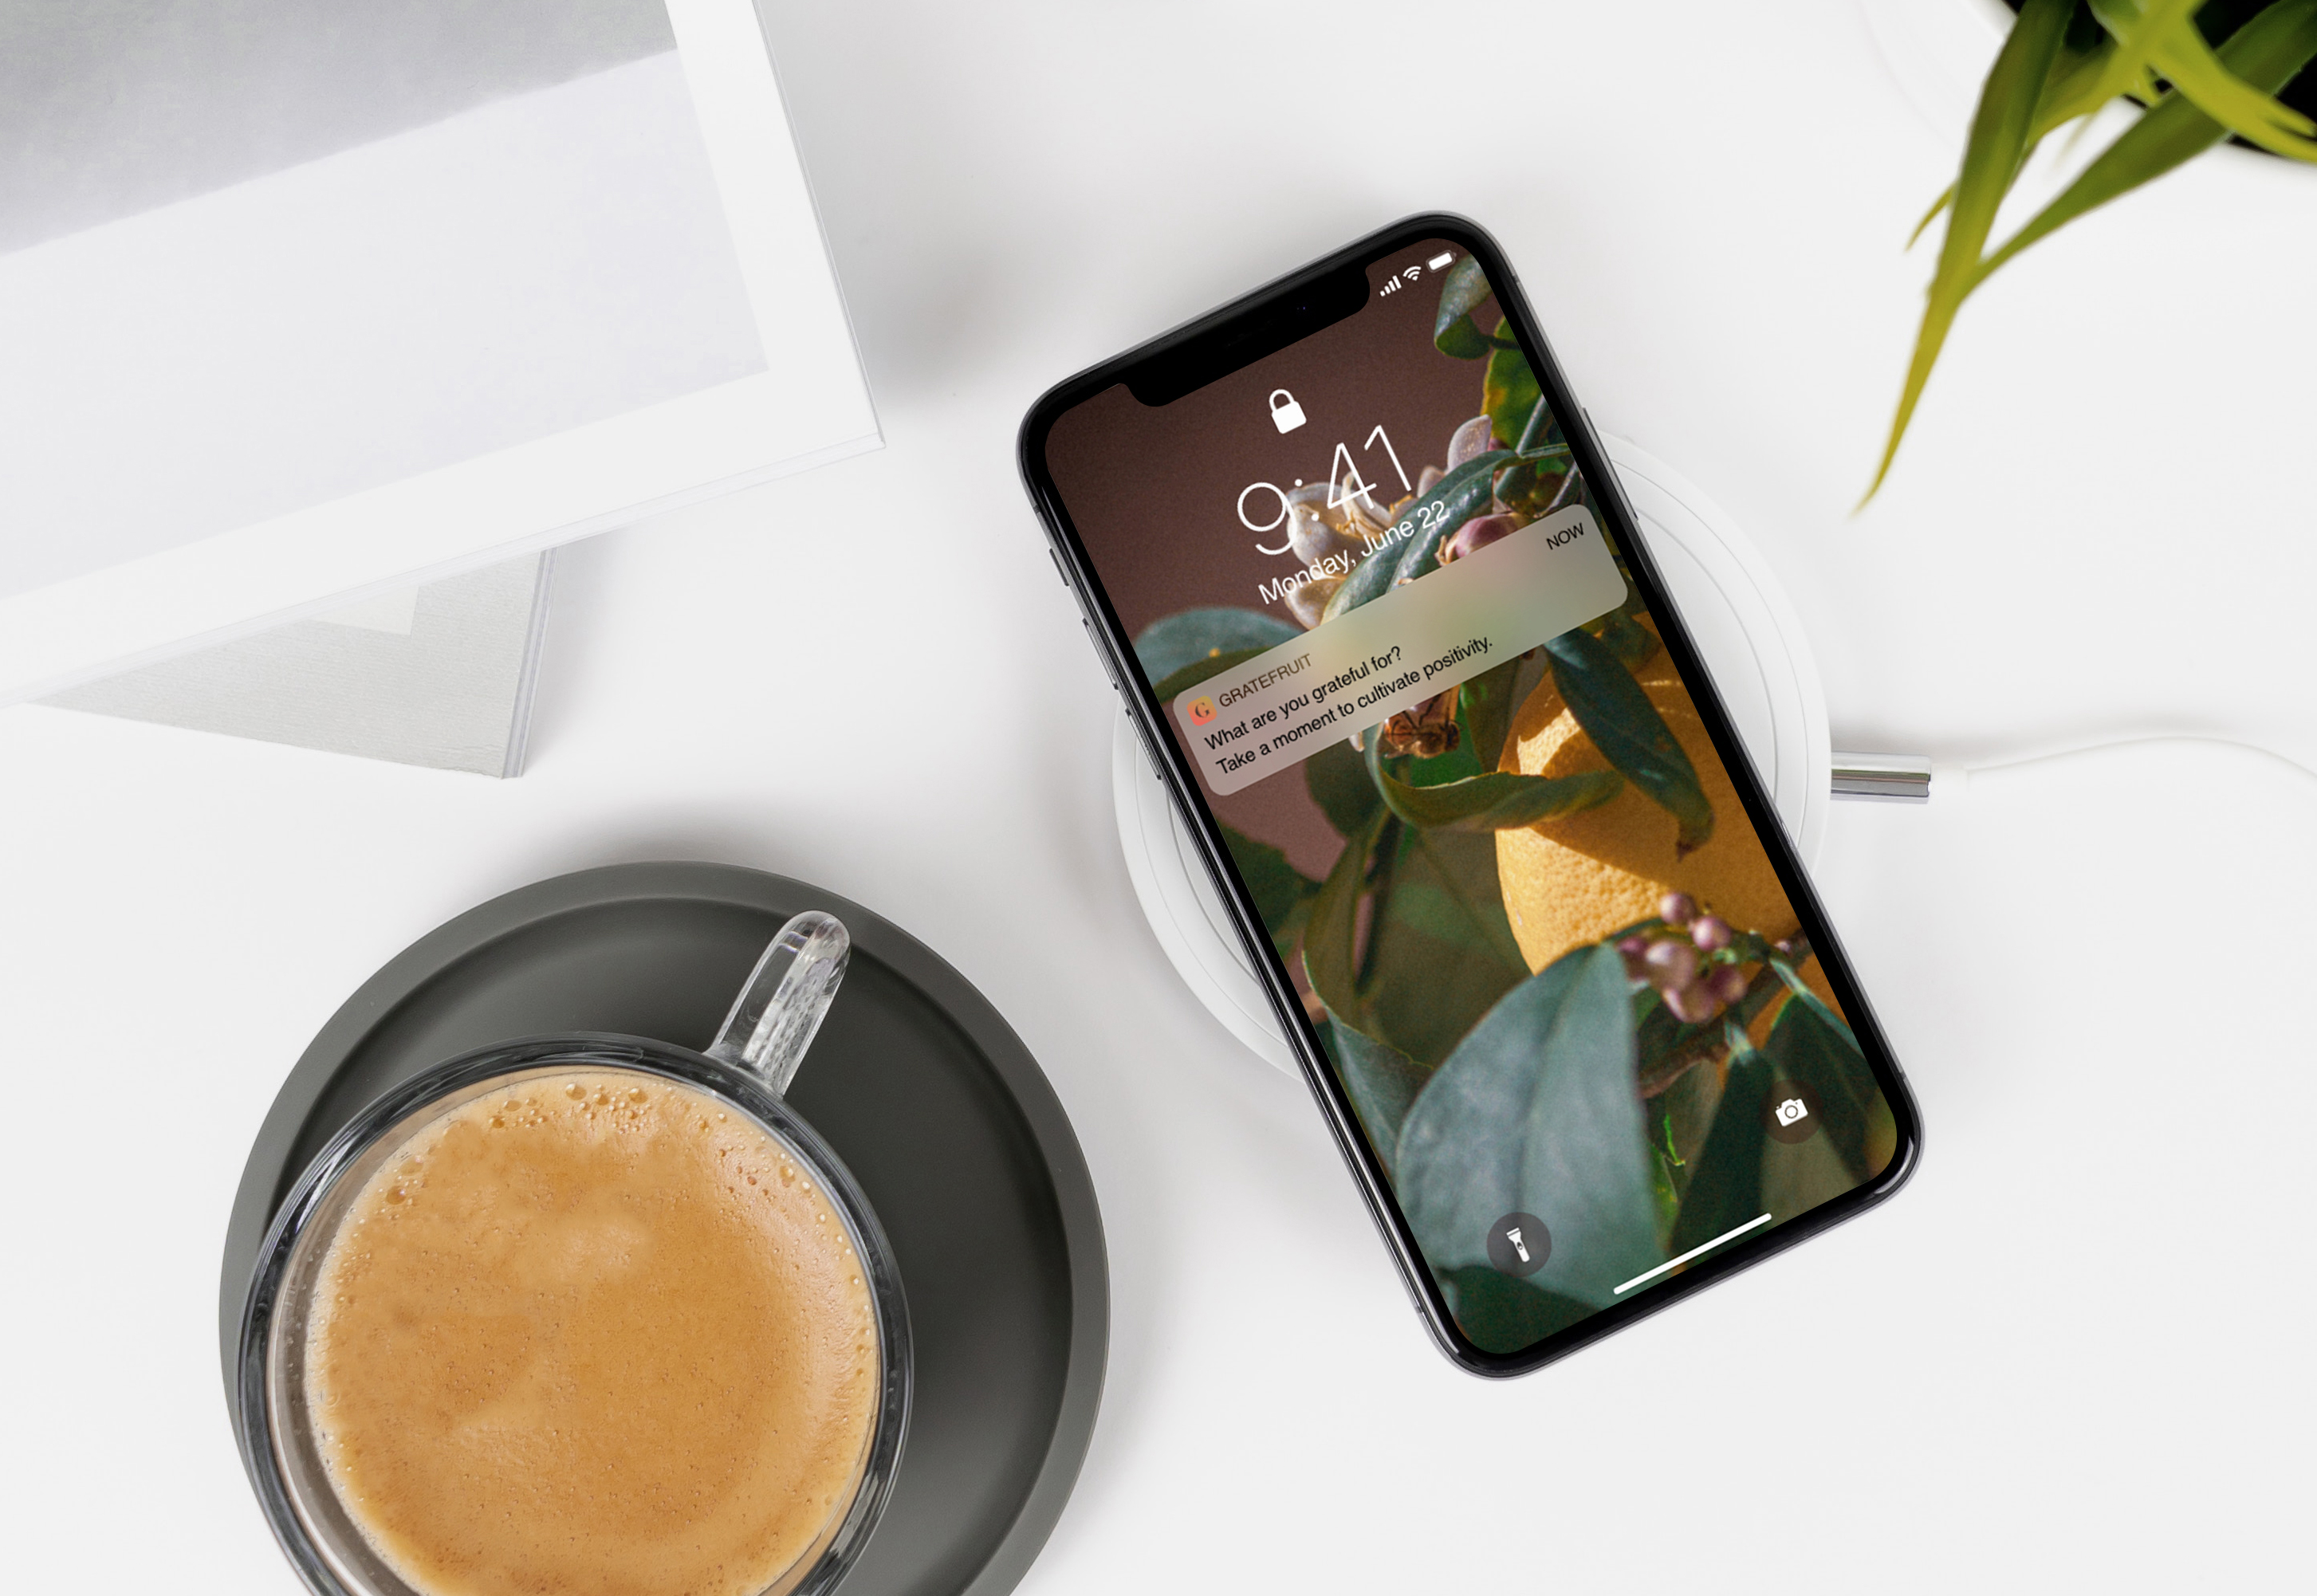 9:41
Monday, June 22
G GRATEFRUIT NOW
What are you grateful for?
Take a moment to cultivate positivity.